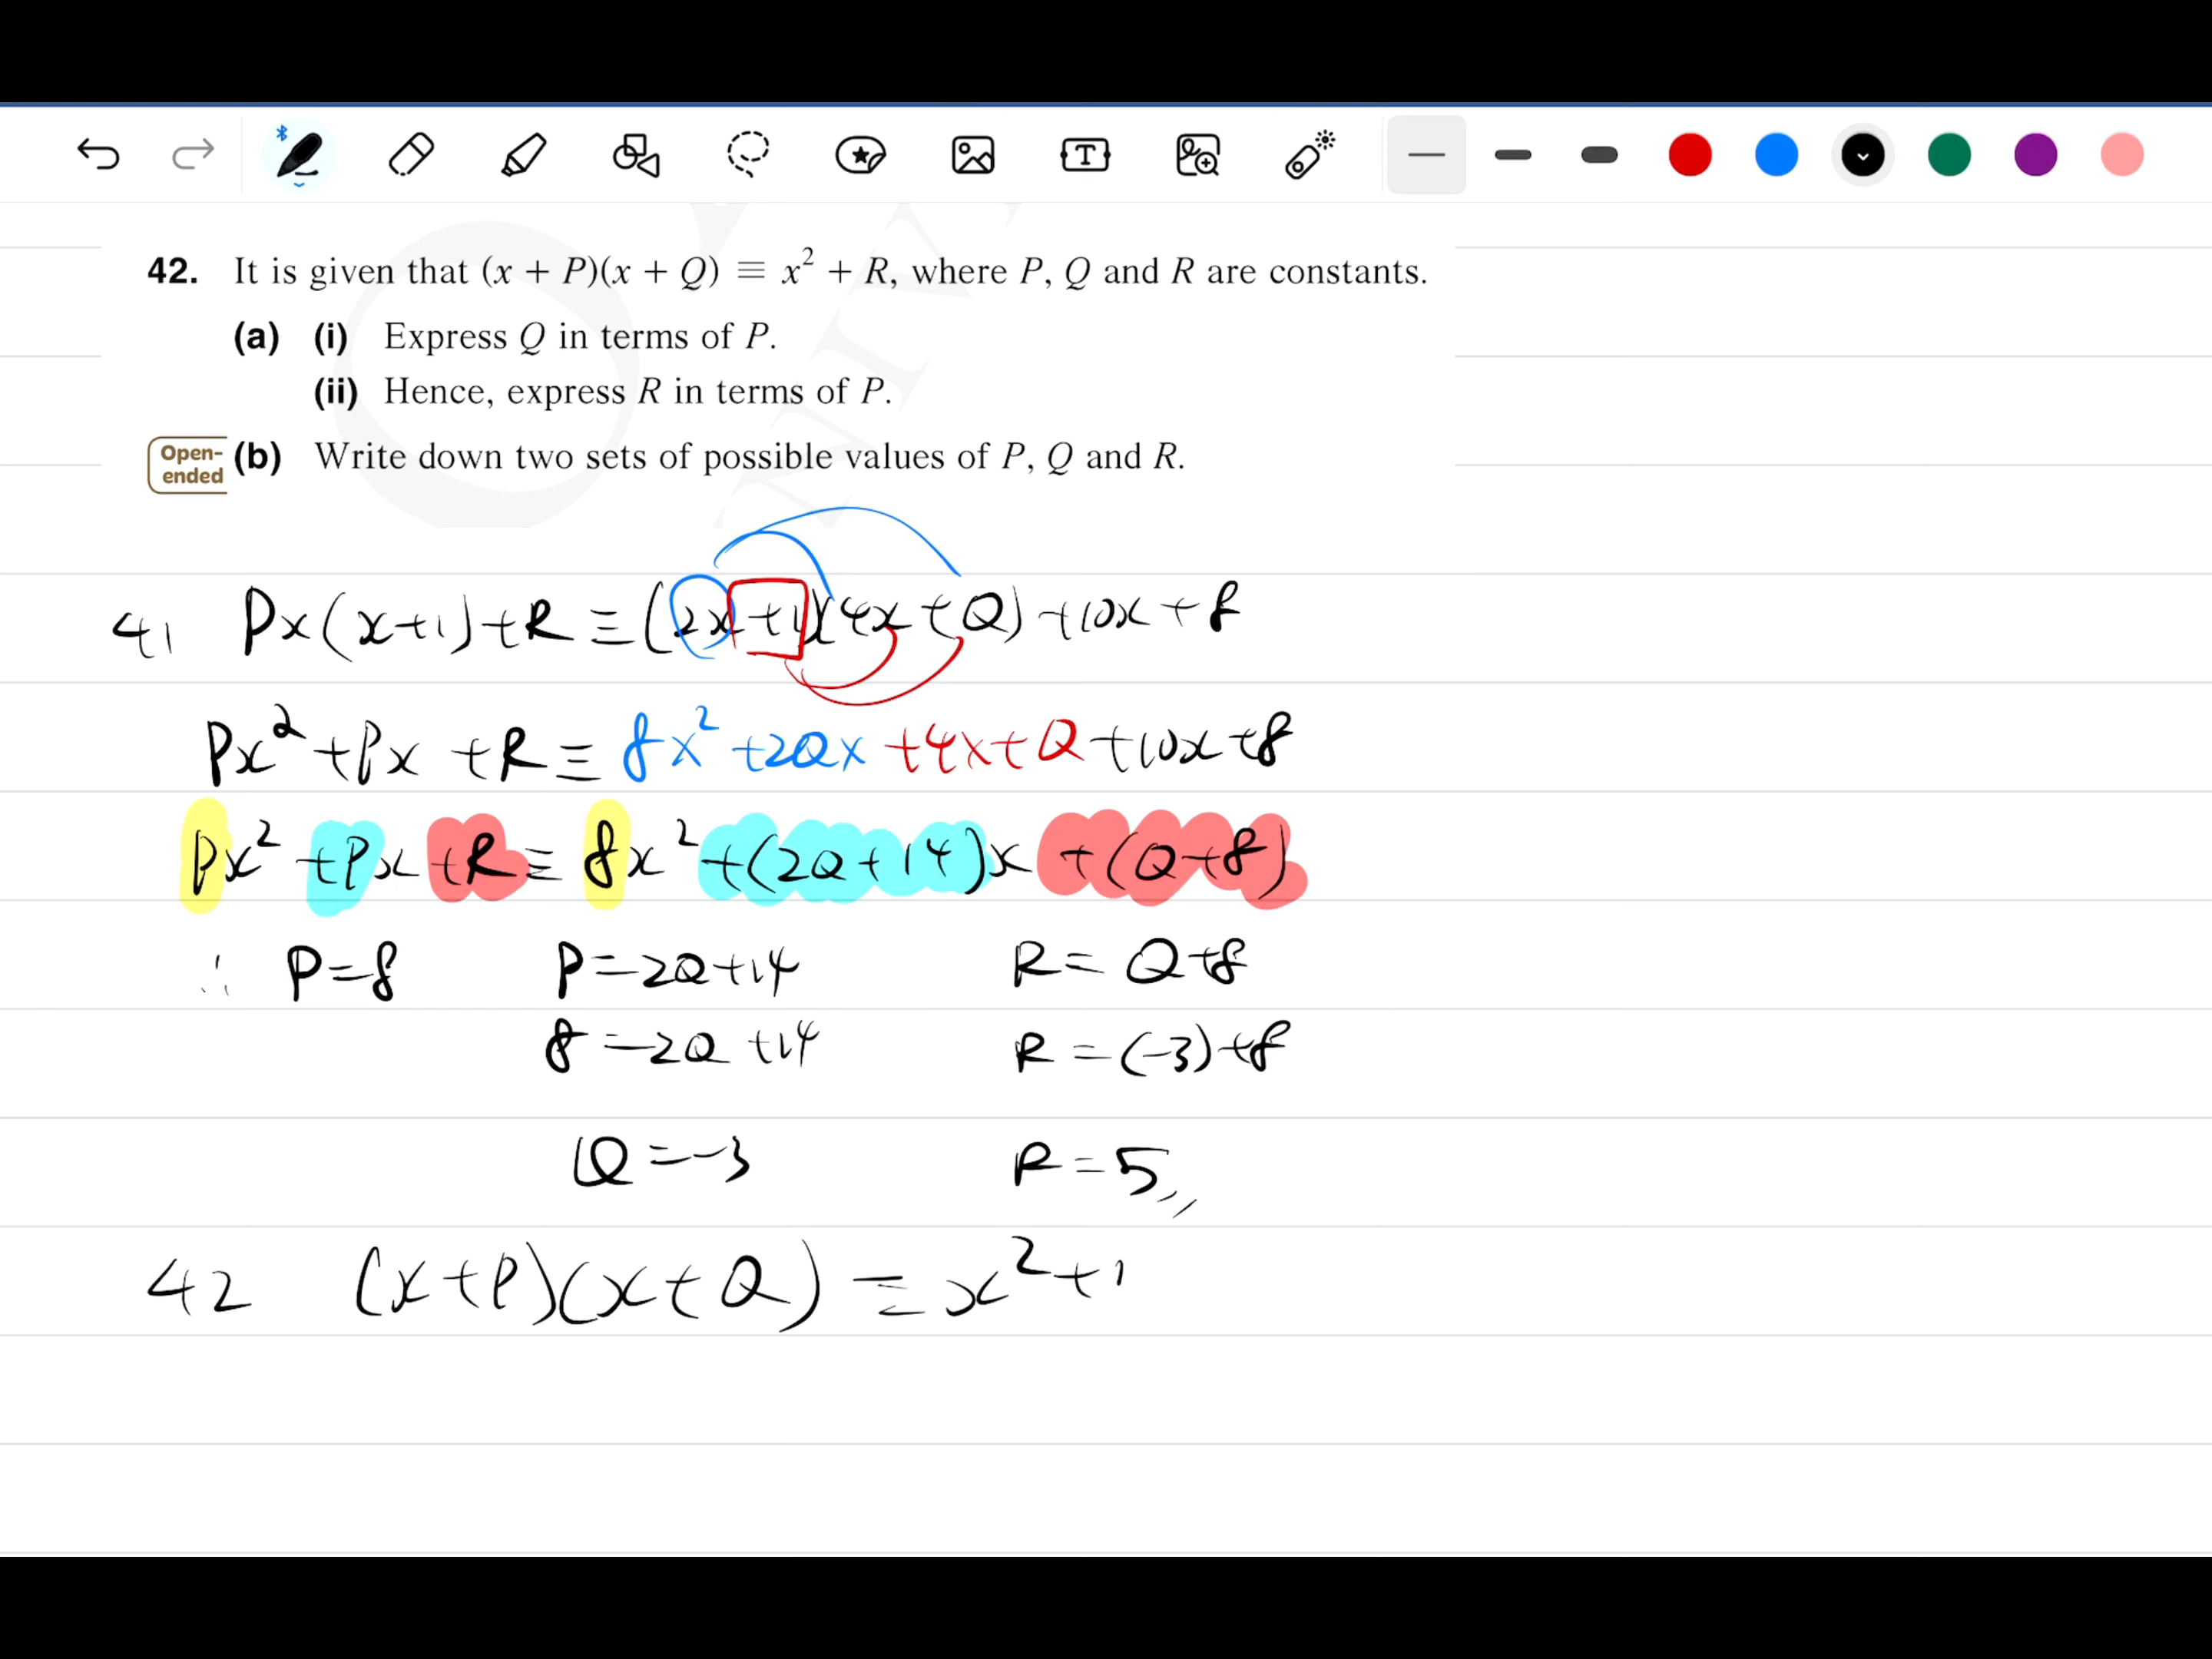 42. It is given that (x + P)(x + Q) ≡ x² + R, where P, Q and R are constants.
(a) (i) Express Q in terms of P.
(ii) Hence, express R in terms of P.
Open-ended (b) Write down two sets of possible values of P, Q and R.
41 Px(x+1)+R ≡ (2x+1)(4x+Q)+10x+8
Px²+Px+R ≡ 8x²+2Qx+4x+Q+10x+8
Px²+Px+R ≡ 8x²+(2Q+14)x+(Q+8)
∴ P=8 P=2Q+14 R=Q+8
8=2Q+14 R=(-3)+8
Q=-3 R=5
42 (x+P)(x+Q) ≡ x²+